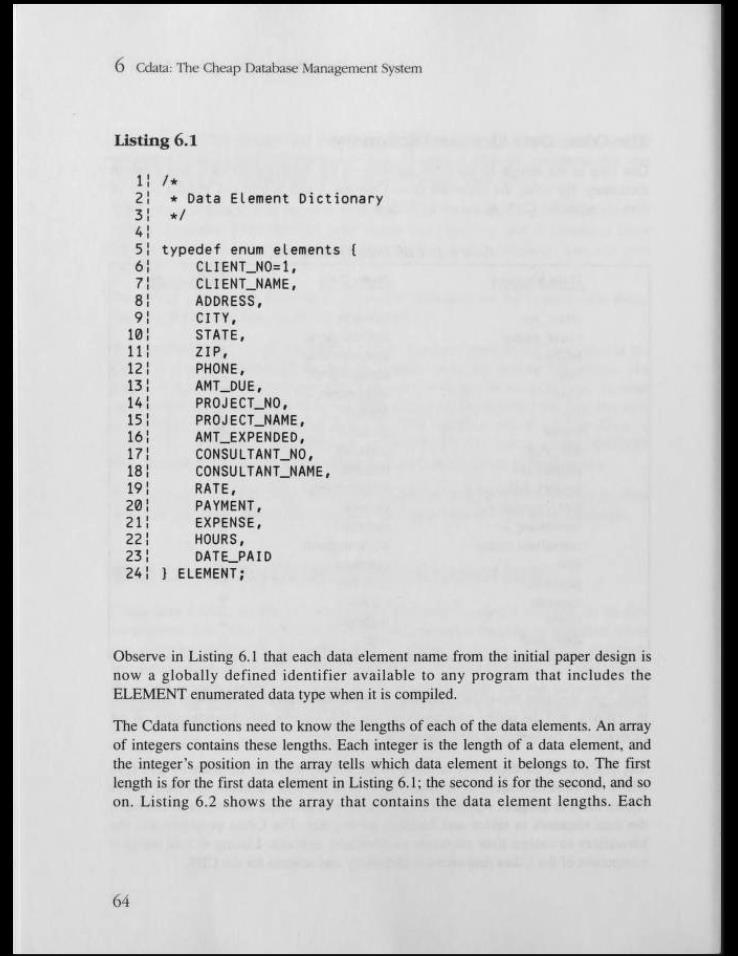 6 Cdata: The Cheap Database Management System
Listing 6.1
1¦ /*
2¦  * Data Element Dictionary
3¦  */
4¦
5¦ typedef enum elements {
6¦     CLIENT_NO=1,
7¦     CLIENT_NAME,
8¦     ADDRESS,
9¦     CITY,
10¦     STATE,
11¦     ZIP,
12¦     PHONE,
13¦     AMT_DUE,
14¦     PROJECT_NO,
15¦     PROJECT_NAME,
16¦     AMT_EXPENDED,
17¦     CONSULTANT_NO,
18¦     CONSULTANT_NAME,
19¦     RATE,
20¦     PAYMENT,
21¦     EXPENSE,
22¦     HOURS,
23¦     DATE_PAID
24¦ } ELEMENT;
Observe in Listing 6.1 that each data element name from the initial paper design is
now a globally defined identifier available to any program that includes the
ELEMENT enumerated data type when it is compiled.
The Cdata functions need to know the lengths of each of the data elements. An array
of integers contains these lengths. Each integer is the length of a data element, and
the integer's position in the array tells which data element it belongs to. The first
length is for the first data element in Listing 6.1; the second is for the second, and so
on. Listing 6.2 shows the array that contains the data element lengths. Each
64